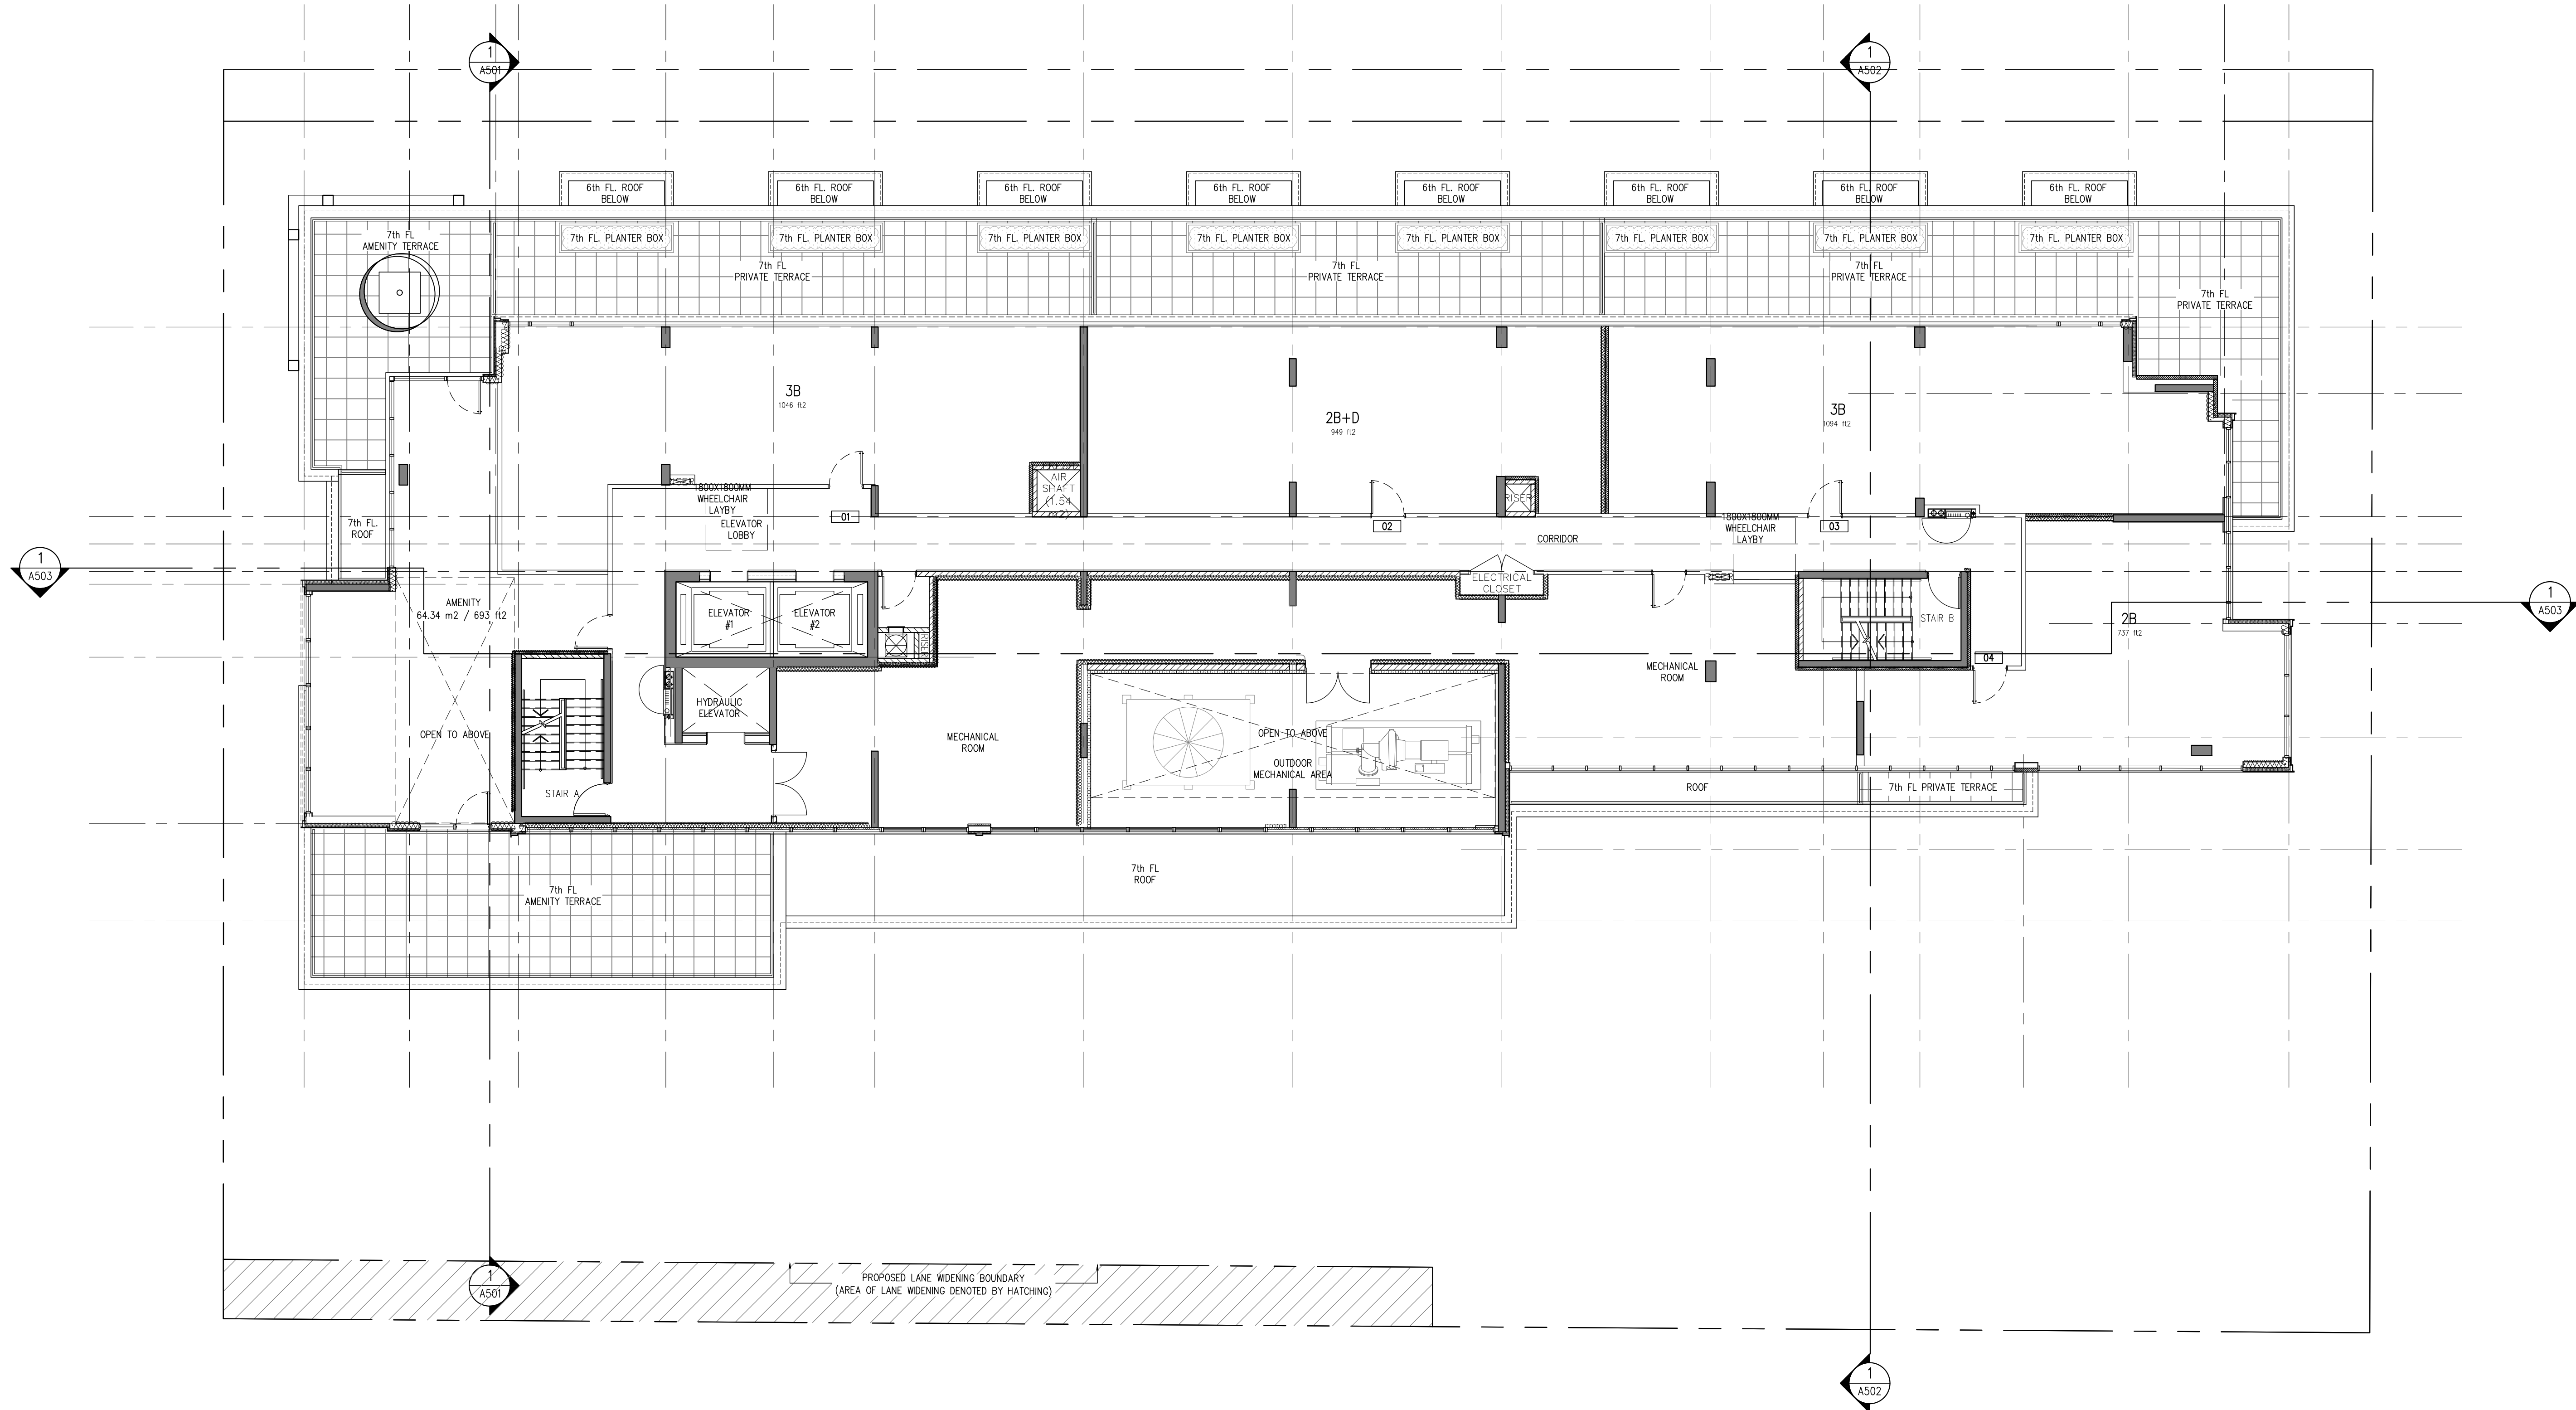 1
A501
1
A502
6th FL. ROOF
BELOW
6th FL. ROOF
BELOW
6th FL. ROOF
BELOW
6th FL. ROOF
BELOW
6th FL. ROOF
BELOW
6th FL. ROOF
BELOW
6th FL. ROOF
BELOW
6th FL. ROOF
BELOW
7th FL
AMENITY TERRACE
7th FL. PLANTER BOX
7th FL. PLANTER BOX
7th FL. PLANTER BOX
7th FL. PLANTER BOX
7th FL. PLANTER BOX
7th FL. PLANTER BOX
7th FL. PLANTER BOX
7th FL. PLANTER BOX
7th FL
PRIVATE TERRACE
7th FL
PRIVATE TERRACE
7th FL
PRIVATE TERRACE
7th FL
PRIVATE TERRACE
3B
1046 ft2
2B+D
949 ft2
3B
1094 ft2
RISER
1800X1800MM
WHEELCHAIR
LAYBY
ELEVATOR
LOBBY
01
AIR
SHAFT
(1.54
m2)
02
RISER
CORRIDOR
1800X1800MM
WHEELCHAIR
LAYBY
03
7th FL.
ROOF
1
A503
1
A503
ELECTRICAL
CLOSET
RISER
AMENITY
64.34 m2 / 693 ft2
ELEVATOR
#1
ELEVATOR
#2
RISER
STAIR B
2B
737 ft2
04
MECHANICAL
ROOM
HYDRAULIC
ELEVATOR
OPEN TO ABOVE
MECHANICAL
ROOM
OPEN TO ABOVE
OUTDOOR
MECHANICAL AREA
STAIR A
ROOF
7th FL PRIVATE TERRACE
7th FL
ROOF
7th FL
AMENITY TERRACE
1
A501
PROPOSED LANE WIDENING BOUNDARY
(AREA OF LANE WIDENING DENOTED BY HATCHING)
1
A502